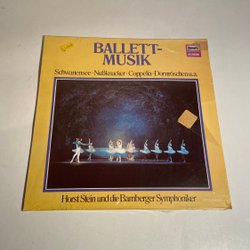 BALLETT-
MUSIK
Schwanensee · Nußknacker · Coppelia · Dornröschen u.a.
Horst Stein und die Bamberger Symphoniker